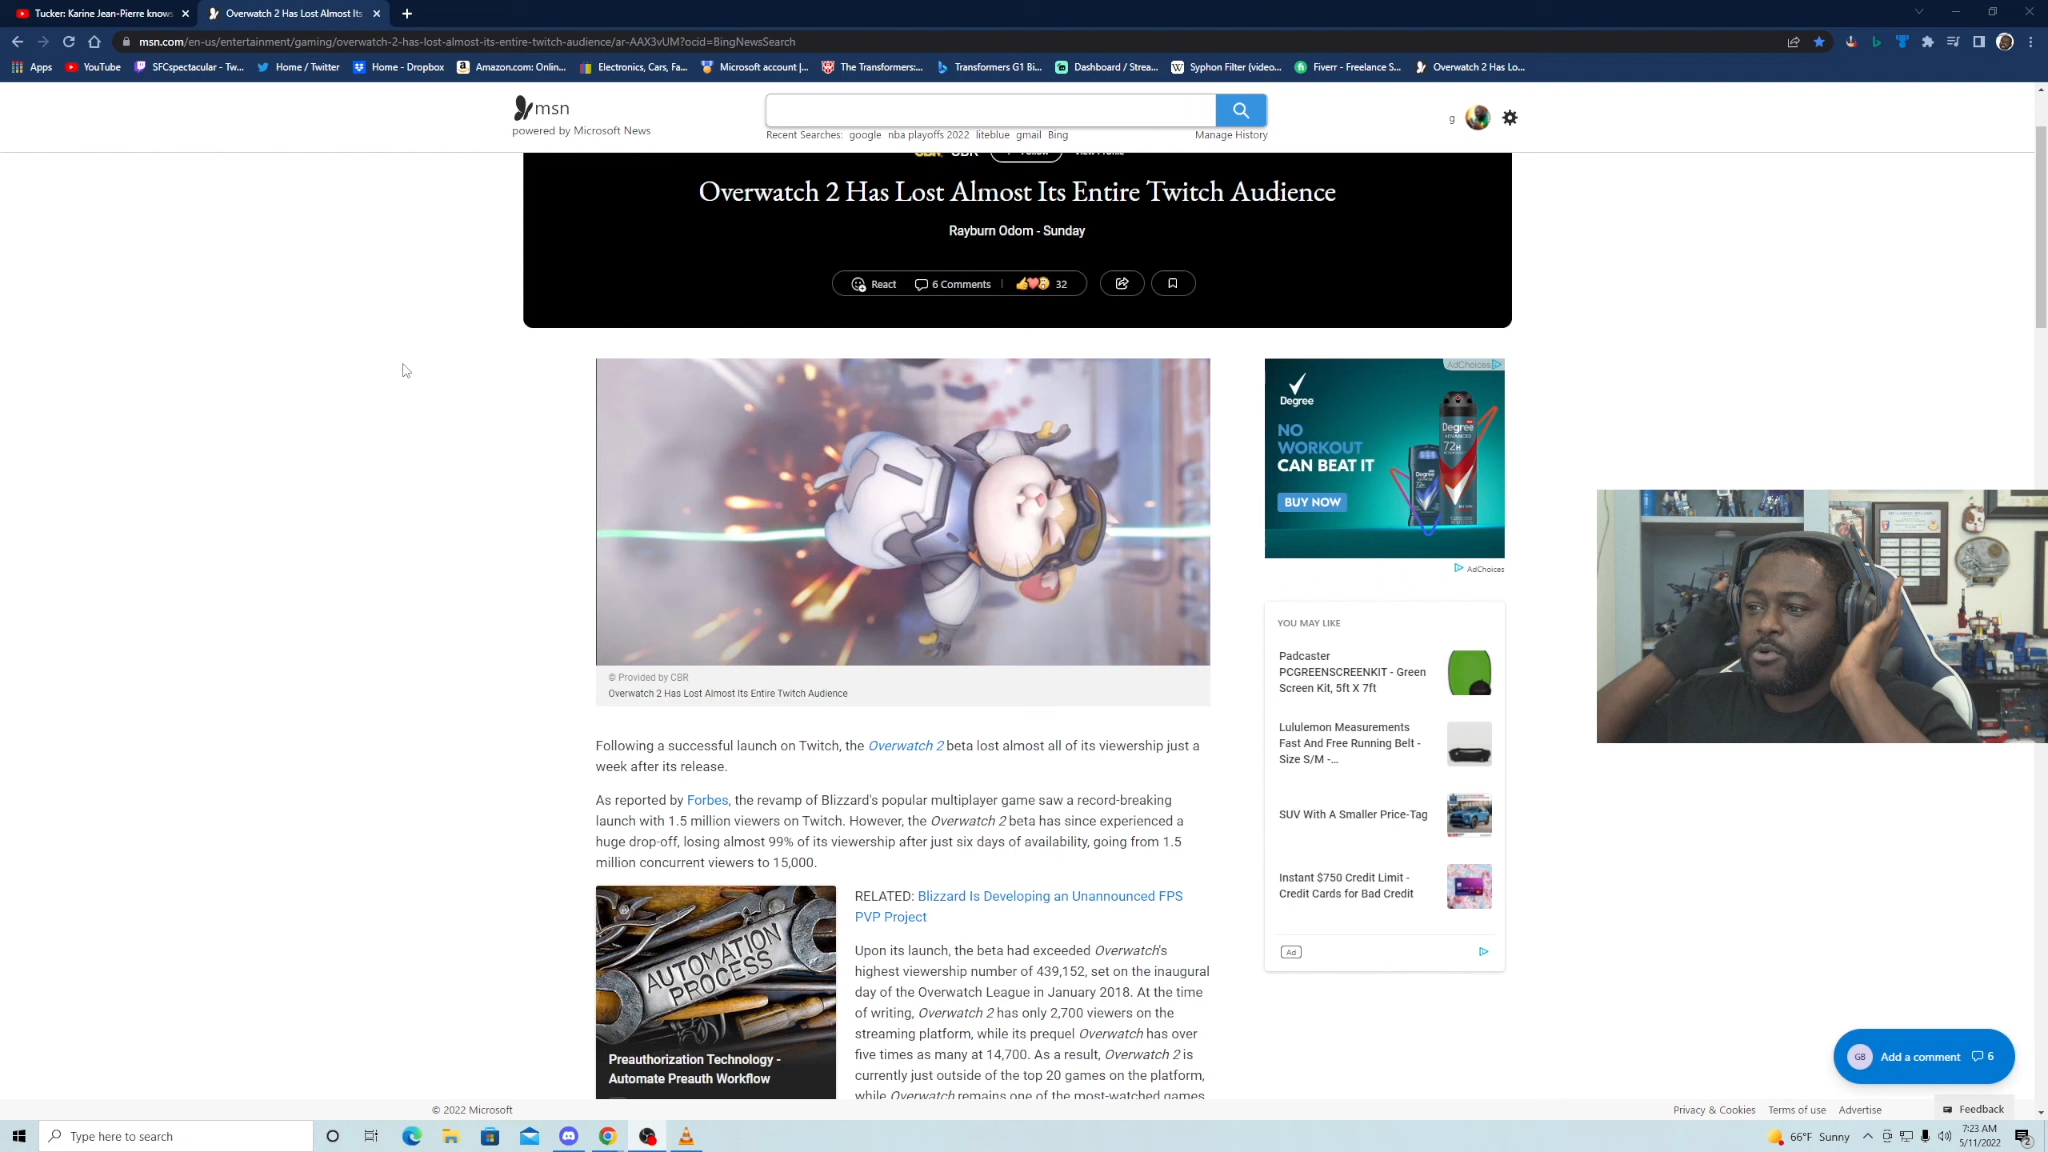 Tucker: Karine Jean-Pierre knows
Overwatch 2 Has Lost Almost Its
msn.com/en-us/entertainment/gaming/overwatch-2-has-lost-almost-its-entire-twitch-audience/ar-AAX3vUM?ocid=BingNewsSearch
Apps
YouTube
SFCspectacular - Tw...
Home / Twitter
Home - Dropbox
Amazon.com: Onlin...
Electronics, Cars, Fa...
Microsoft account |...
The Transformers:...
Transformers G1 Bi...
Dashboard / Strea...
Syphon Filter (video...
Fiverr - Freelance S...
Overwatch 2 Has Lo...
msn
powered by Microsoft News
Recent Searches: google nba playoffs 2022 liteblue gmail Bing
Manage History
g
Overwatch 2 Has Lost Almost Its Entire Twitch Audience
Rayburn Odom - Sunday
React
6 Comments
32
© Provided by CBR
Overwatch 2 Has Lost Almost Its Entire Twitch Audience
Following a successful launch on Twitch, the Overwatch 2 beta lost almost all of its viewership just a
week after its release.
As reported by Forbes, the revamp of Blizzard's popular multiplayer game saw a record-breaking
launch with 1.5 million viewers on Twitch. However, the Overwatch 2 beta has since experienced a
huge drop-off, losing almost 99% of its viewership after just six days of availability, going from 1.5
million concurrent viewers to 15,000.
AUTOMATION
PROCESS
Preauthorization Technology -
Automate Preauth Workflow
RELATED: Blizzard Is Developing an Unannounced FPS
PVP Project
Upon its launch, the beta had exceeded Overwatch's
highest viewership number of 439,152, set on the inaugural
day of the Overwatch League in January 2018. At the time
of writing, Overwatch 2 has only 2,700 viewers on the
streaming platform, while its prequel Overwatch has over
five times as many at 14,700. As a result, Overwatch 2 is
currently just outside of the top 20 games on the platform,
while Overwatch remains one of the most-watched games
AdChoices
Degree
NO
WORKOUT
CAN BEAT IT
BUY NOW
Degree
72H
AdChoices
YOU MAY LIKE
Padcaster
PCGREENSCREENKIT - Green
Screen Kit, 5ft X 7ft
Lululemon Measurements
Fast And Free Running Belt -
Size S/M -...
SUV With A Smaller Price-Tag
Instant $750 Credit Limit -
Credit Cards for Bad Credit
Ad
GB
Add a comment
6
© 2022 Microsoft
Privacy & Cookies
Terms of use
Advertise
Feedback
Type here to search
66°F Sunny
7:23 AM
5/11/2022
2